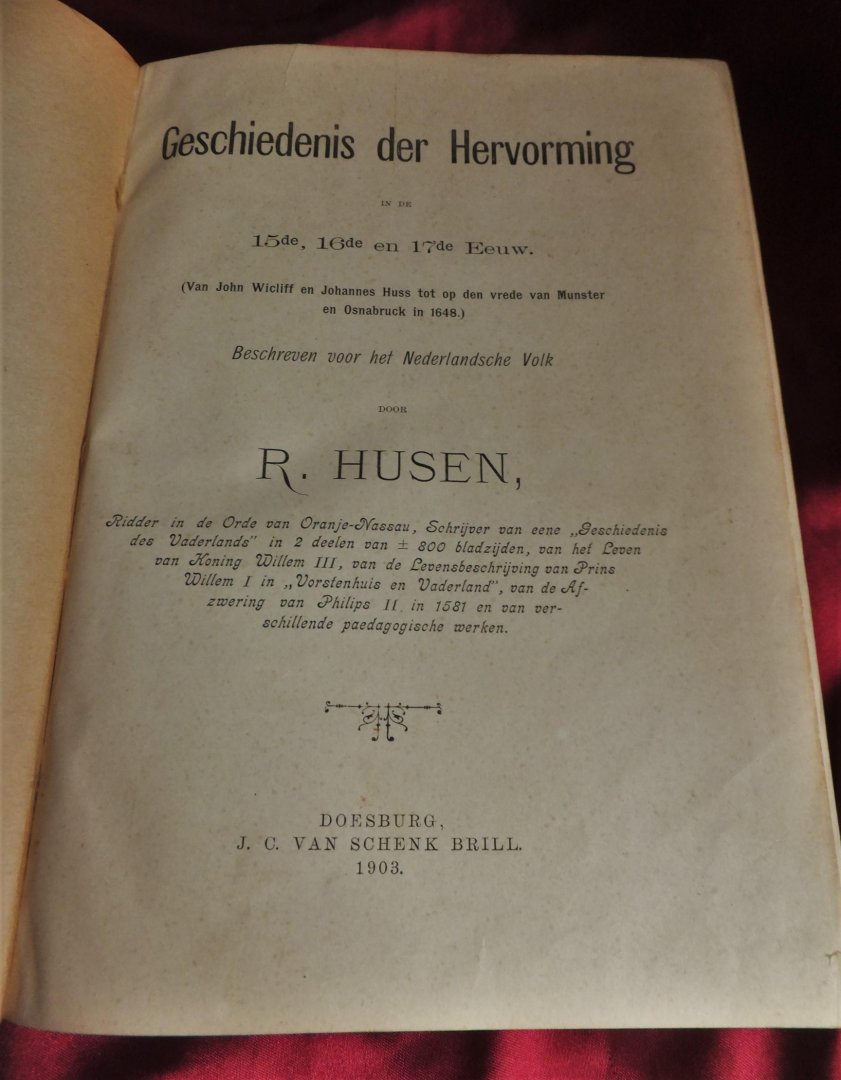 Geschiedenis der Hervorming
IN DE
15de, 16de en 17de Eeuw.
(Van John Wicliff en Johannes Huss tot op den vrede van Munster
en Osnabruck in 1648.)
Beschreven voor het Nederlandsche Volk
DOOR
R. HUSEN,
Ridder in de Orde van Oranje-Nassau, Schrijver van eene „Geschiedenis
des Vaderlands” in 2 deelen van ± 800 bladzijden, van het Leven
van Koning Willem III, van de Levensbeschrijving van Prins
Willem I in „Vorstenhuis en Vaderland”, van de Af-
zwering van Philips II in 1581 en van ver-
schillende paedagogische werken.
DOESBURG,
J. C. VAN SCHENK BRILL.
1903.